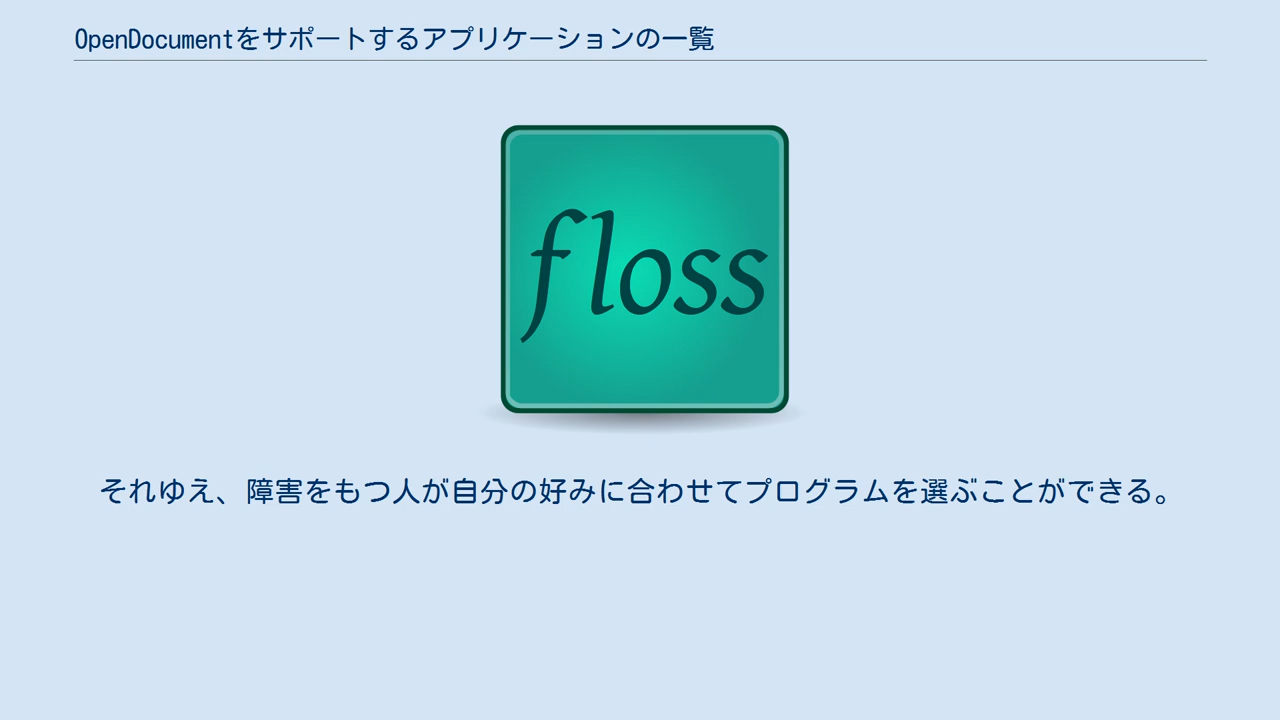 OpenDocumentをサポートするアプリケーションの一覧
floss
それゆえ、障害をもつ人が自分の好みに合わせてプログラムを選ぶことができる。